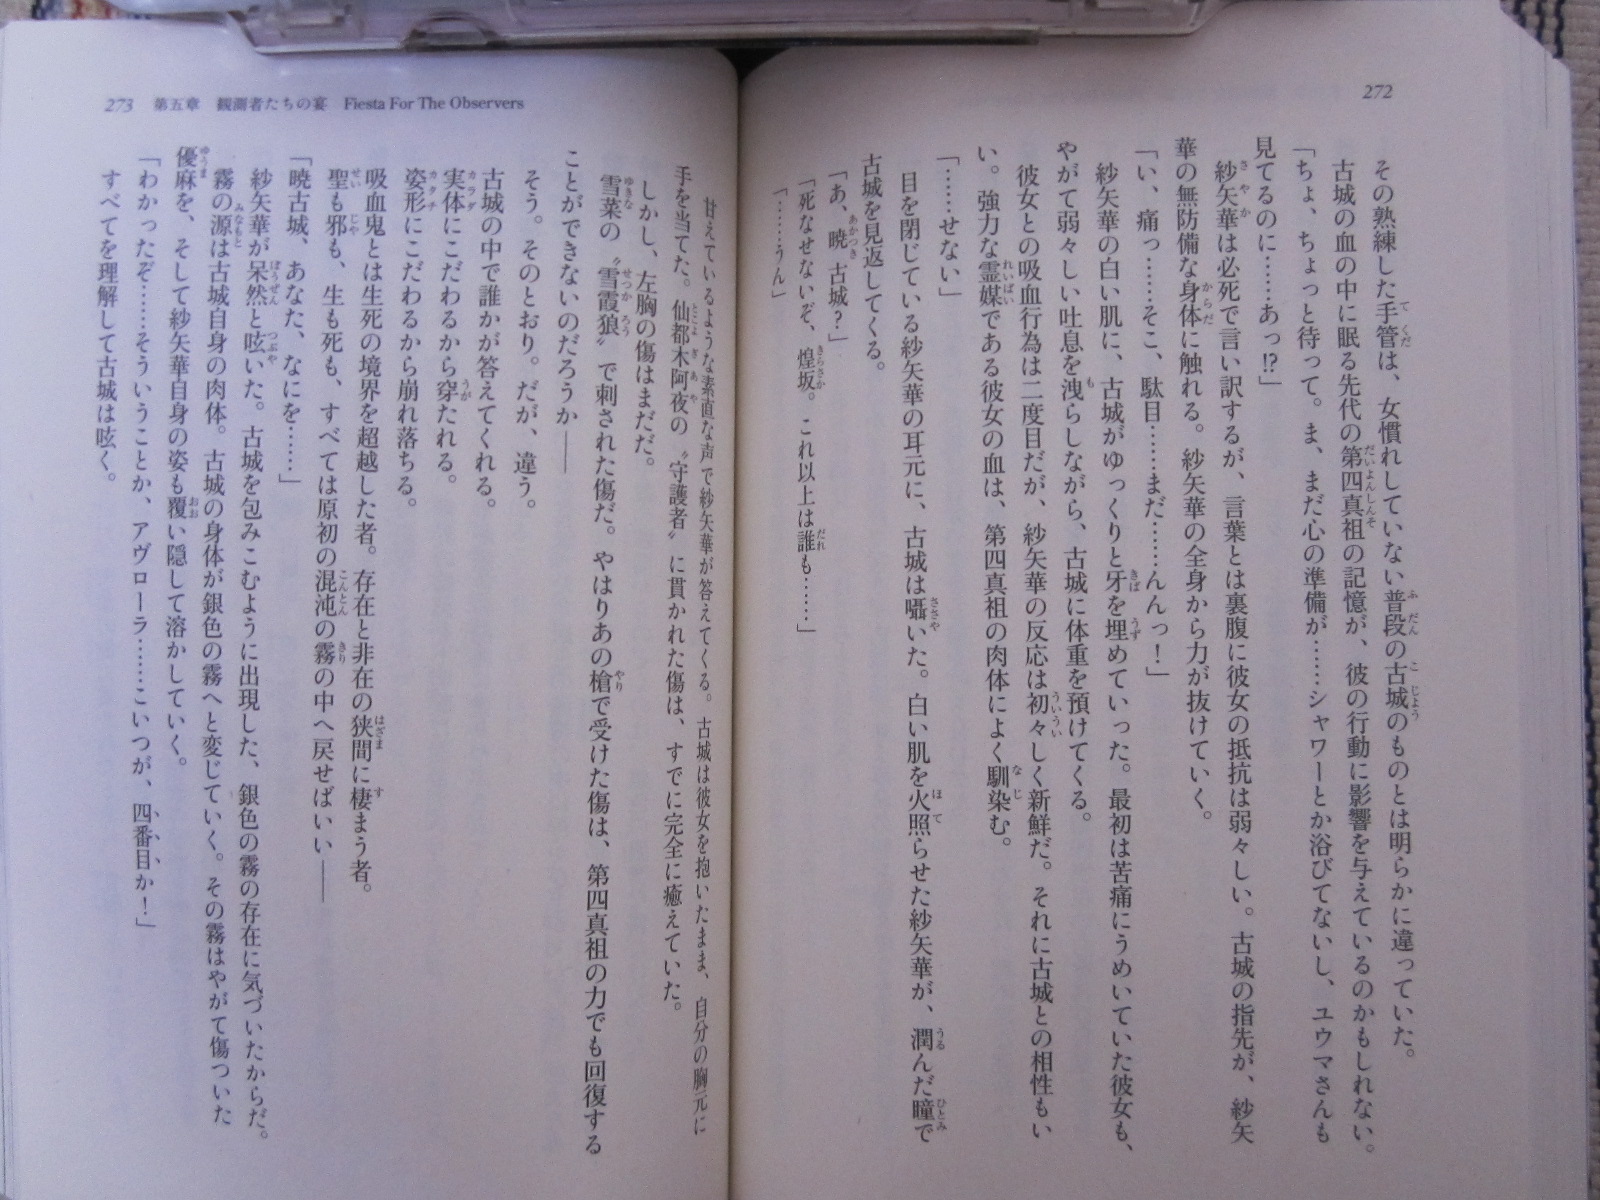 272
その熟練した手管は、女慣れしていない普段の古城のものとは明らかに違っていた。
古城の血の中に眠る先代の第四真祖の記憶が、彼の行動に影響を与えているのかもしれない。
「ちょ、ちょっと待って。ま、まだ心の準備が……シャワーとか浴びてないし、ユウマさんも
見てるのに……あっ!?」
紗矢華は必死で言い訳するが、言葉とは裏腹に彼女の抵抗は弱々しい。古城の指先が、紗矢
華の無防備な身体に触れる。紗矢華の全身から力が抜けていく。
「い、痛っ……そこ、駄目……まだ……んんっ！」
紗矢華の白い肌に、古城がゆっくりと牙を埋めていった。最初は苦痛にうめいていた彼女も、
やがて弱々しい吐息を洩らしながら、古城に体重を預けてくる。
彼女との吸血行為は二度目だが、紗矢華の反応は初々しく新鮮だ。それに古城との相性もい
い。強力な霊媒である彼女の血は、第四真祖の肉体によく馴染む。
「……せない」
目を閉じている紗矢華の耳元に、古城は囁いた。白い肌を火照らせた紗矢華が、潤んだ瞳で
古城を見返してくる。
「あ、暁、古城？」
「死なせないぞ、煌坂。これ以上は誰も……」
「……うん」
273 第五章 観測者たちの宴 Fiesta For The Observers
甘えているような素直な声で紗矢華が答えてくる。古城は彼女を抱いたまま、自分の胸元に
手を当てた。仙都木阿夜の〝守護者〟に貫かれた傷は、すでに完全に癒えていた。
しかし、左胸の傷はまだだ。
雪菜の〝雪霞狼〟で刺された傷だ。やはりあの槍で受けた傷は、第四真祖の力でも回復する
ことができないのだろうか――
そう。そのとおり。だが、違う。
古城の中で誰かが答えてくれる。
実体にこだわるから穿たれる。
姿形にこだわるから崩れ落ちる。
吸血鬼とは生死の境界を超越した者。存在と非在の狭間に棲まう者。
聖も邪も、生も死も、すべては原初の混沌の霧の中へ戻せばいい――
「暁古城、あなた、なにを……」
紗矢華が呆然と呟いた。古城を包みこむように出現した、銀色の霧の存在に気づいたからだ。
霧の源は古城自身の肉体。古城の身体が銀色の霧へと変じていく。その霧はやがて傷ついた
優麻を、そして紗矢華自身の姿も覆い隠して溶かしていく。
「わかったぞ……そういうことか、アヴローラ……こいつが、四番目か！」
すべてを理解して古城は呟く。